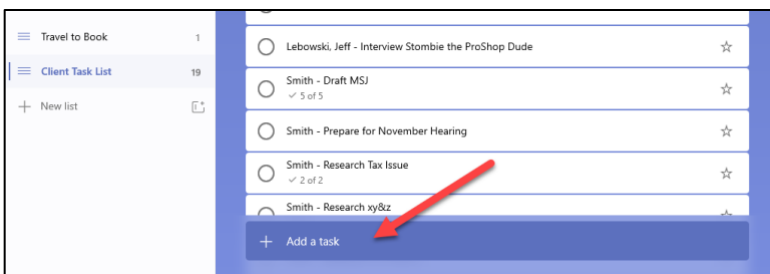 Travel to Book 1
Client Task List 19
New list
Lebowski, Jeff - Interview Stombie the ProShop Dude
Smith - Draft MSJ
5 of 5
Smith - Prepare for November Hearing
Smith - Research Tax Issue
2 of 2
Smith - Research xy&z
Add a task